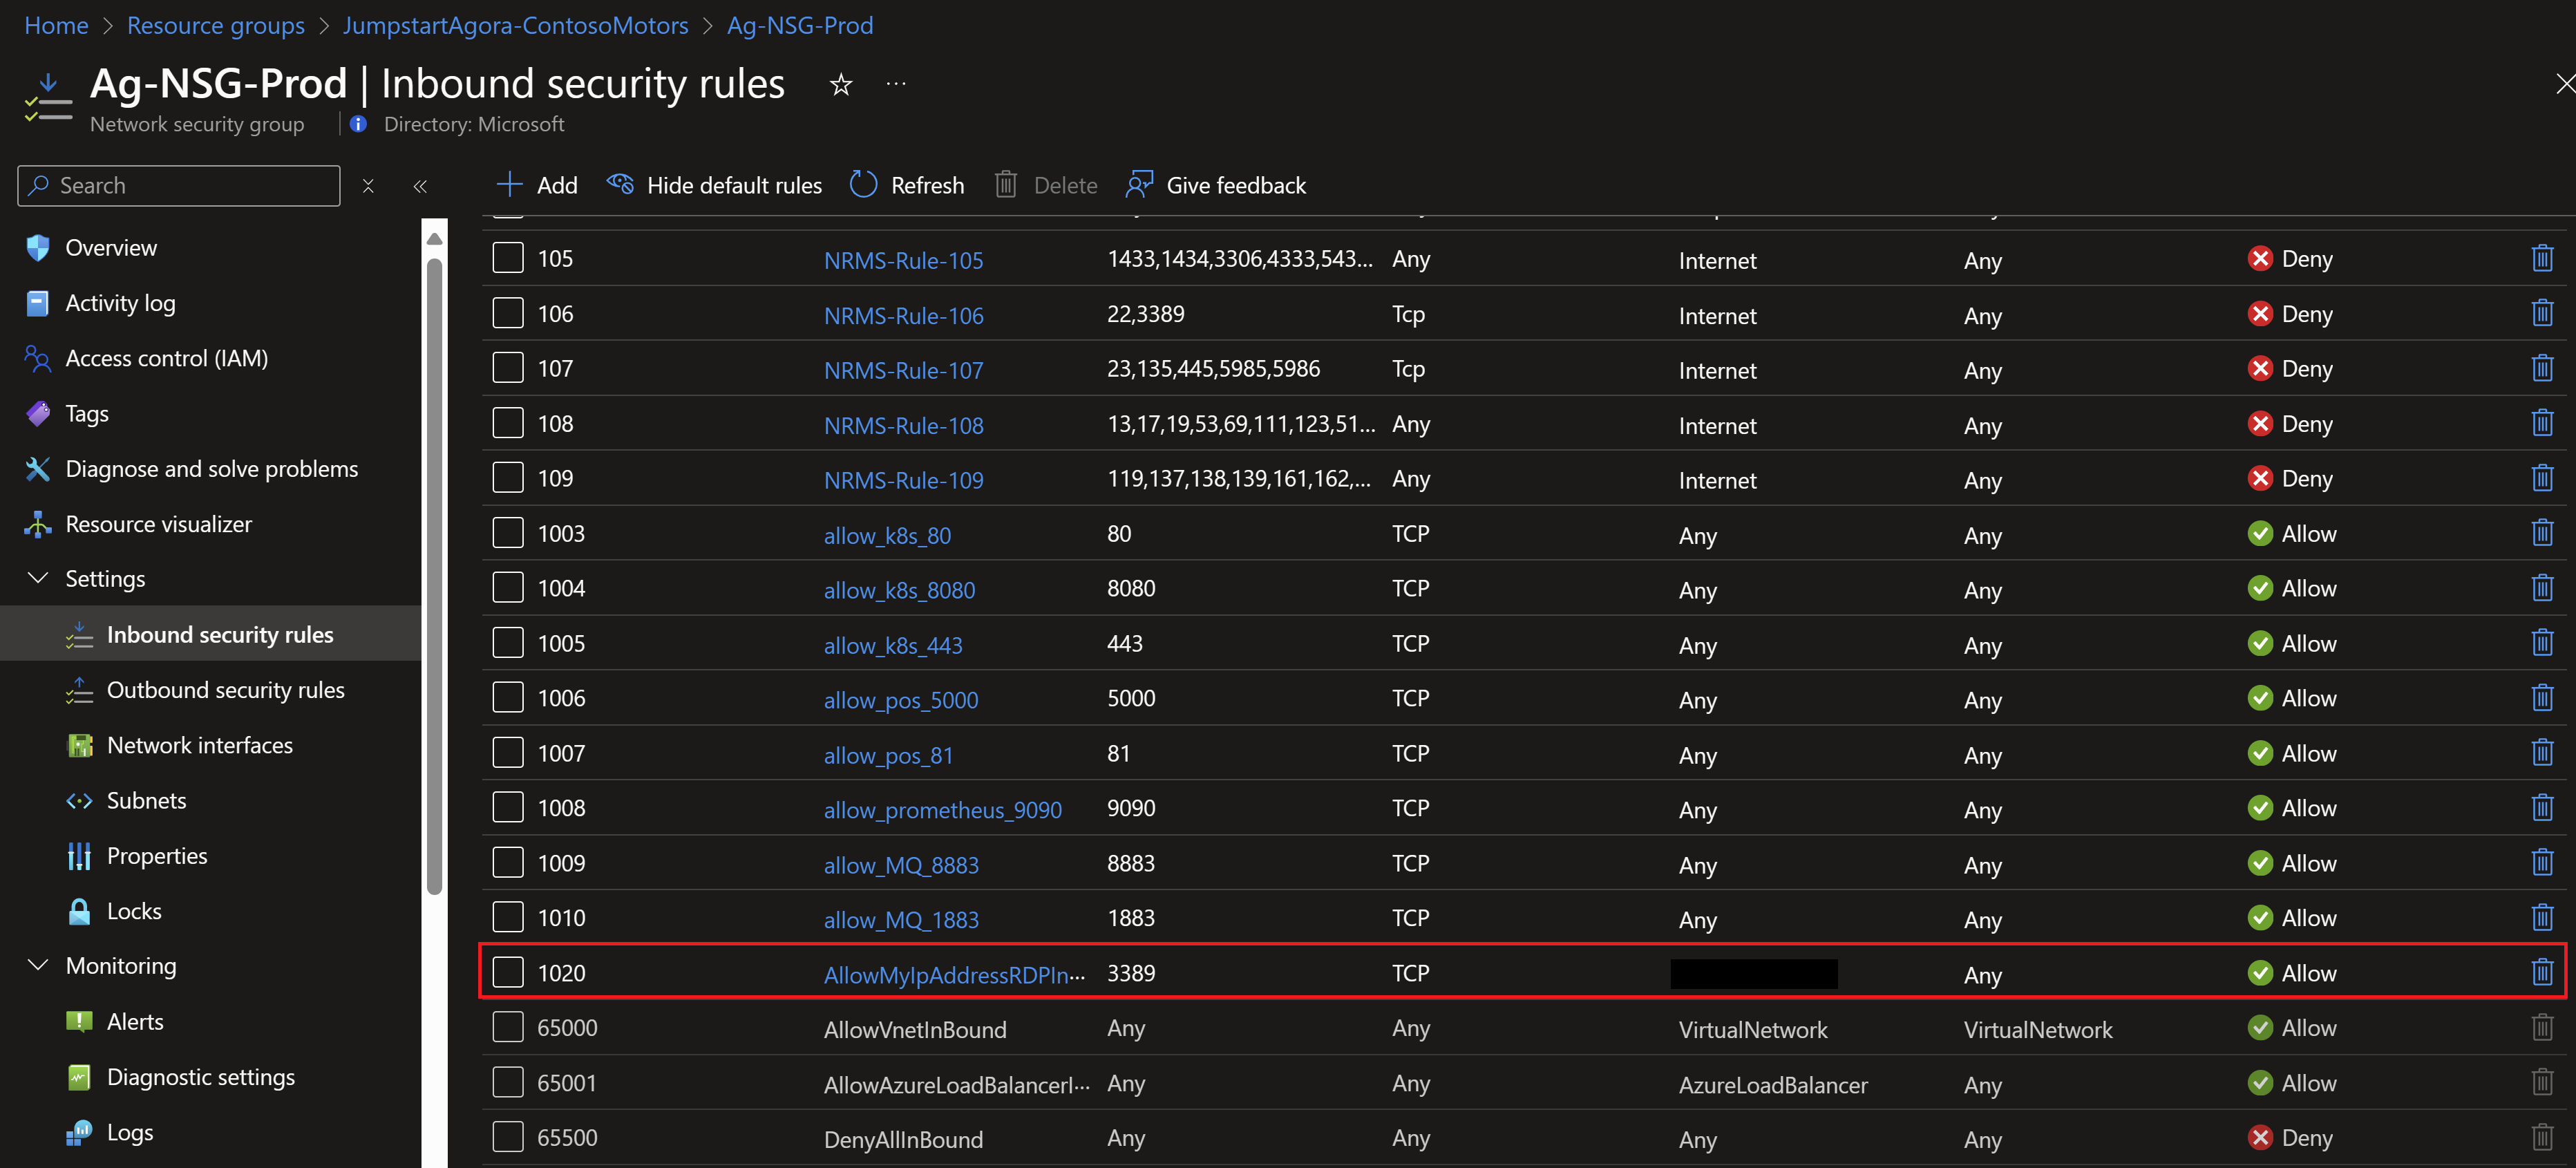 Home > Resource groups > JumpstartAgora-ContosoMotors > Ag-NSG-Prod
Ag-NSG-Prod | Inbound security rules
Network security group
Directory: Microsoft
Search
Add Hide default rules Refresh Delete Give feedback
Overview
Activity log
Access control (IAM)
Tags
Diagnose and solve problems
Resource visualizer
Settings
Inbound security rules
Outbound security rules
Network interfaces
Subnets
Properties
Locks
Monitoring
Alerts
Diagnostic settings
Logs
105 NRMS-Rule-105 1433,1434,3306,4333,543... Any Internet Any Deny
106 NRMS-Rule-106 22,3389 Tcp Internet Any Deny
107 NRMS-Rule-107 23,135,445,5985,5986 Tcp Internet Any Deny
108 NRMS-Rule-108 13,17,19,53,69,111,123,51... Any Internet Any Deny
109 NRMS-Rule-109 119,137,138,139,161,162,... Any Internet Any Deny
1003 allow_k8s_80 80 TCP Any Any Allow
1004 allow_k8s_8080 8080 TCP Any Any Allow
1005 allow_k8s_443 443 TCP Any Any Allow
1006 allow_pos_5000 5000 TCP Any Any Allow
1007 allow_pos_81 81 TCP Any Any Allow
1008 allow_prometheus_9090 9090 TCP Any Any Allow
1009 allow_MQ_8883 8883 TCP Any Any Allow
1010 allow_MQ_1883 1883 TCP Any Any Allow
1020 AllowMyIpAddressRDPIn... 3389 TCP Any Allow
65000 AllowVnetInBound Any Any VirtualNetwork VirtualNetwork Allow
65001 AllowAzureLoadBalancerI... Any Any AzureLoadBalancer Any Allow
65500 DenyAllInBound Any Any Any Any Deny